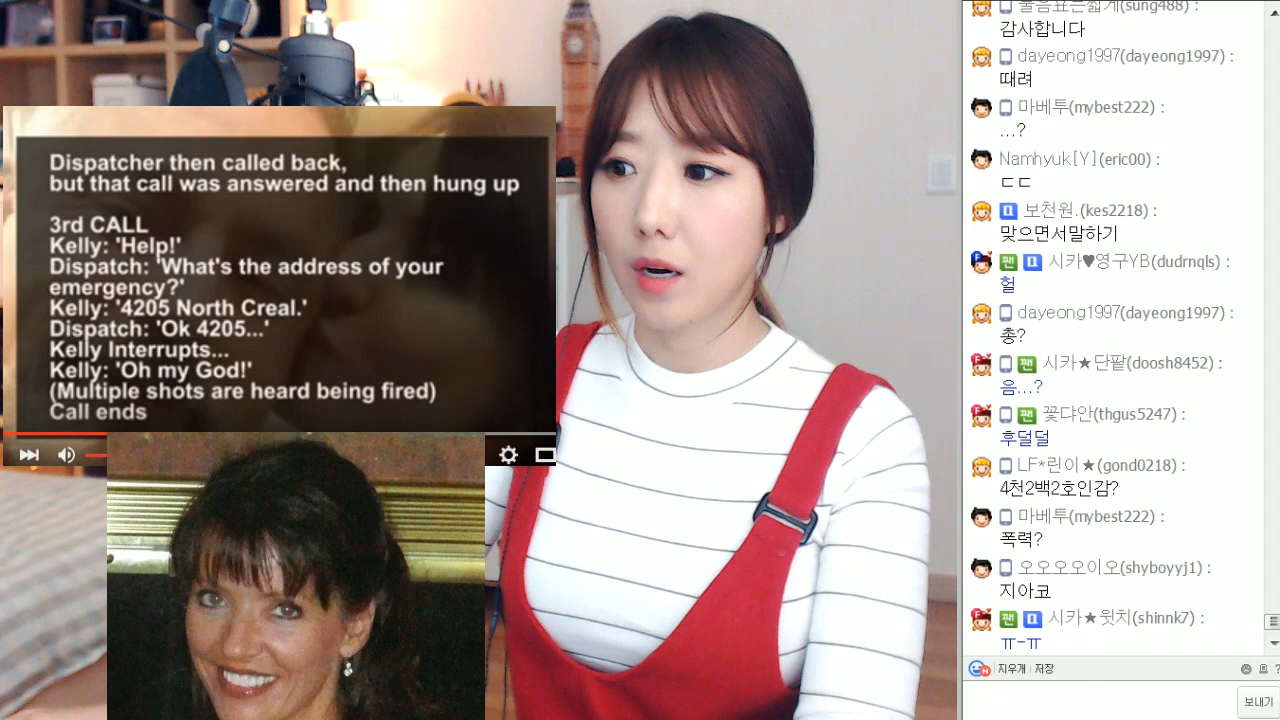 Dispatcher then called back,
but that call was answered and then hung up
3rd CALL
Kelly: 'Help!'
Dispatch: 'What's the address of your
emergency?'
Kelly: '4205 North Creal.'
Dispatch: 'Ok 4205...'
Kelly Interrupts...
Kelly: 'Oh my God!'
(Multiple shots are heard being fired)
Call ends
(sung488) :
감사합니다
dayeong1997(dayeong1997) :
때려
마베투(mybest222) :
...?
Namhyuk[Y](eric00) :
ㄷㄷ
보천원.(kes2218) :
맞으면서말하기
팬 시카♥영구YB(dudrnqls) :
헐
dayeong1997(dayeong1997) :
총?
팬 시카★단팥(doosh8452) :
음...?
팬 꽃댜안(thgus5247) :
후덜덜
LF*린이★(gond0218) :
4천2백2호인감?
마베투(mybest222) :
폭력?
오오오오이오(shyboyyj1) :
지아코
팬 시카★윗치(shinnk7) :
ㅠ-ㅠ
지우개 저장
보내기